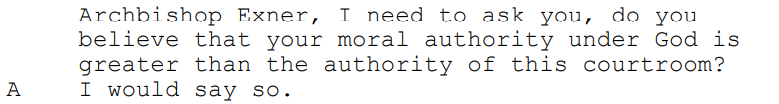 Archbishop Exner, I need to ask you, do you
believe that your moral authority under God is
greater than the authority of this courtroom?
A I would say so.